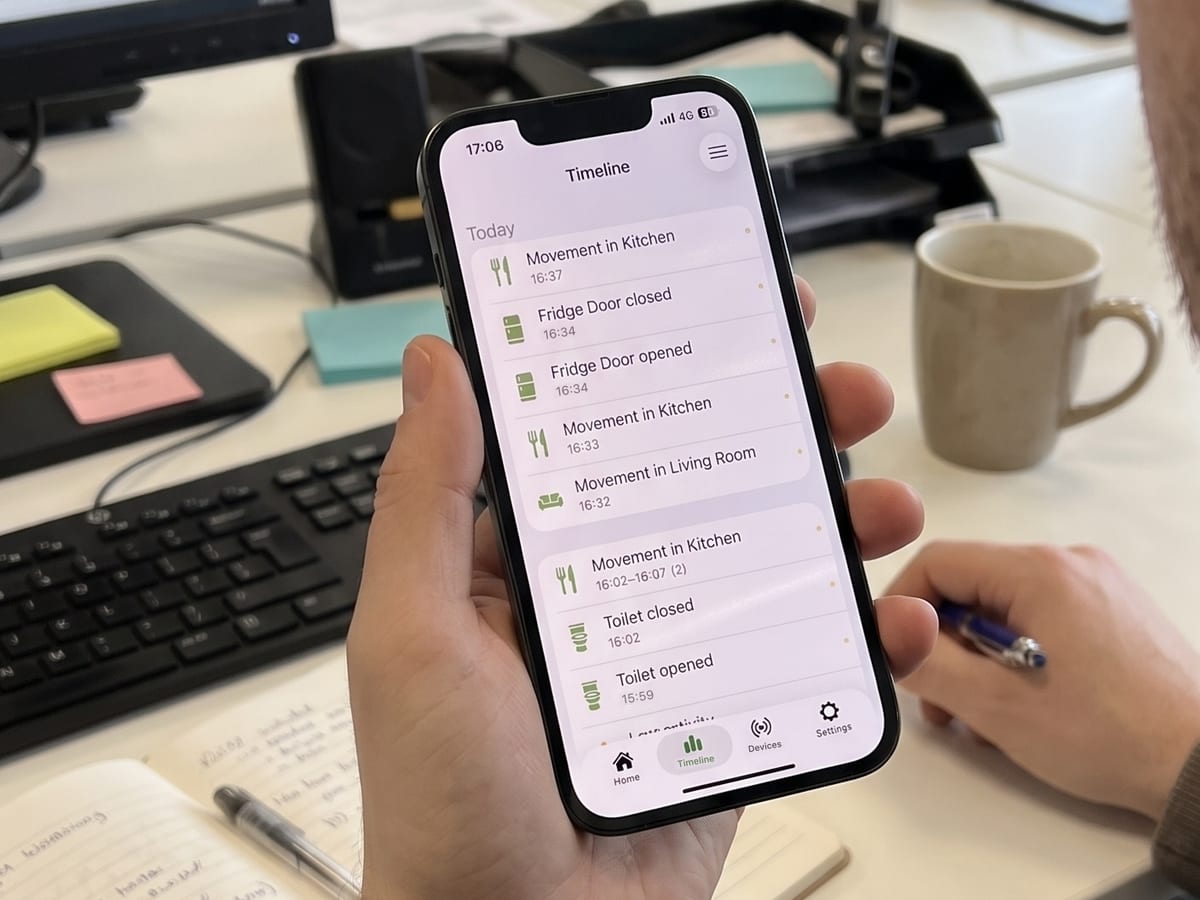 17:06
4G 80
Timeline
Today
Movement in Kitchen
16:37
Fridge Door closed
16:34
Fridge Door opened
16:34
Movement in Kitchen
16:33
Movement in Living Room
16:32
Movement in Kitchen
16:02–16:07 (2)
Toilet closed
16:02
Toilet opened
15:59
Home
Timeline
Devices
Settings